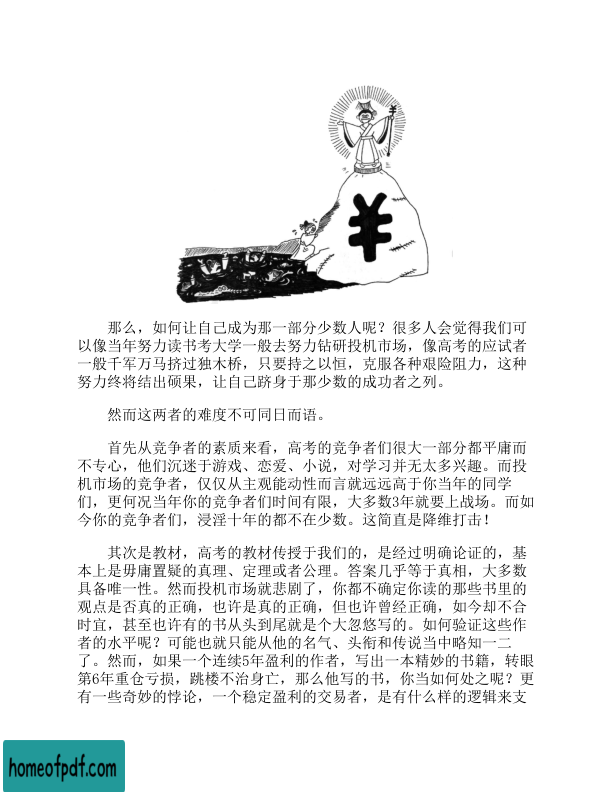 ¥
¥
那么，如何让自己成为那一部分少数人呢？很多人会觉得我们可
以像当年努力读书考大学一般去努力钻研投机市场，像高考的应试者
一般千军万马挤过独木桥，只要持之以恒，克服各种艰险阻力，这种
努力终将结出硕果，让自己跻身于那少数的成功者之列。
然而这两者的难度不可同日而语。
首先从竞争者的素质来看，高考的竞争者们很大一部分都平庸而
不专心，他们沉迷于游戏、恋爱、小说，对学习并无太多兴趣。而投
机市场的竞争者，仅仅从主观能动性而言就远远高于你当年的同学
们，更何况当年你的竞争者们时间有限，大多数3年就要上战场。而如
今你的竞争者们，浸淫十年的都不在少数。这简直是降维打击！
其次是教材，高考的教材传授于我们的，是经过明确论证的，基
本上是毋庸置疑的真理、定理或者公理。答案几乎等于真相，大多数
具备唯一性。然而投机市场就悲剧了，你都不确定你读的那些书里的
观点是否真的正确，也许是真的正确，但也许曾经正确，如今却不合
时宜，甚至也许有的书从头到尾就是个大忽悠写的。如何验证这些作
者的水平呢？可能也就只能从他的名气、头衔和传说当中略知一二
了。然而，如果一个连续5年盈利的作者，写出一本精妙的书籍，转眼
第6年重仓亏损，跳楼不治身亡，那么他写的书，你当如何处之呢？更
有一些奇妙的悖论，一个稳定盈利的交易者，是有什么样的逻辑来支
homeofpdf.com